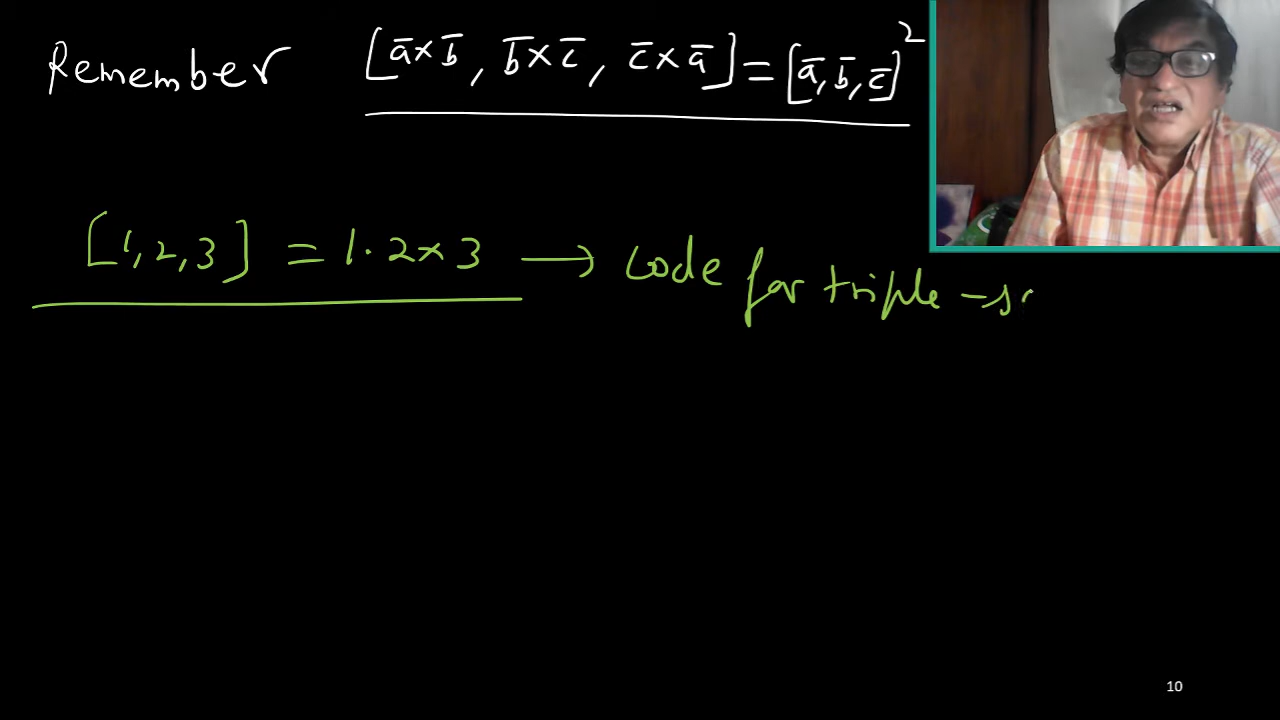 Remember [a̅×b̅, b̅×c̅, c̅×a̅] = [a̅,b̅,c̅]²
[1,2,3] = 1·2×3 → code for triple-s
10